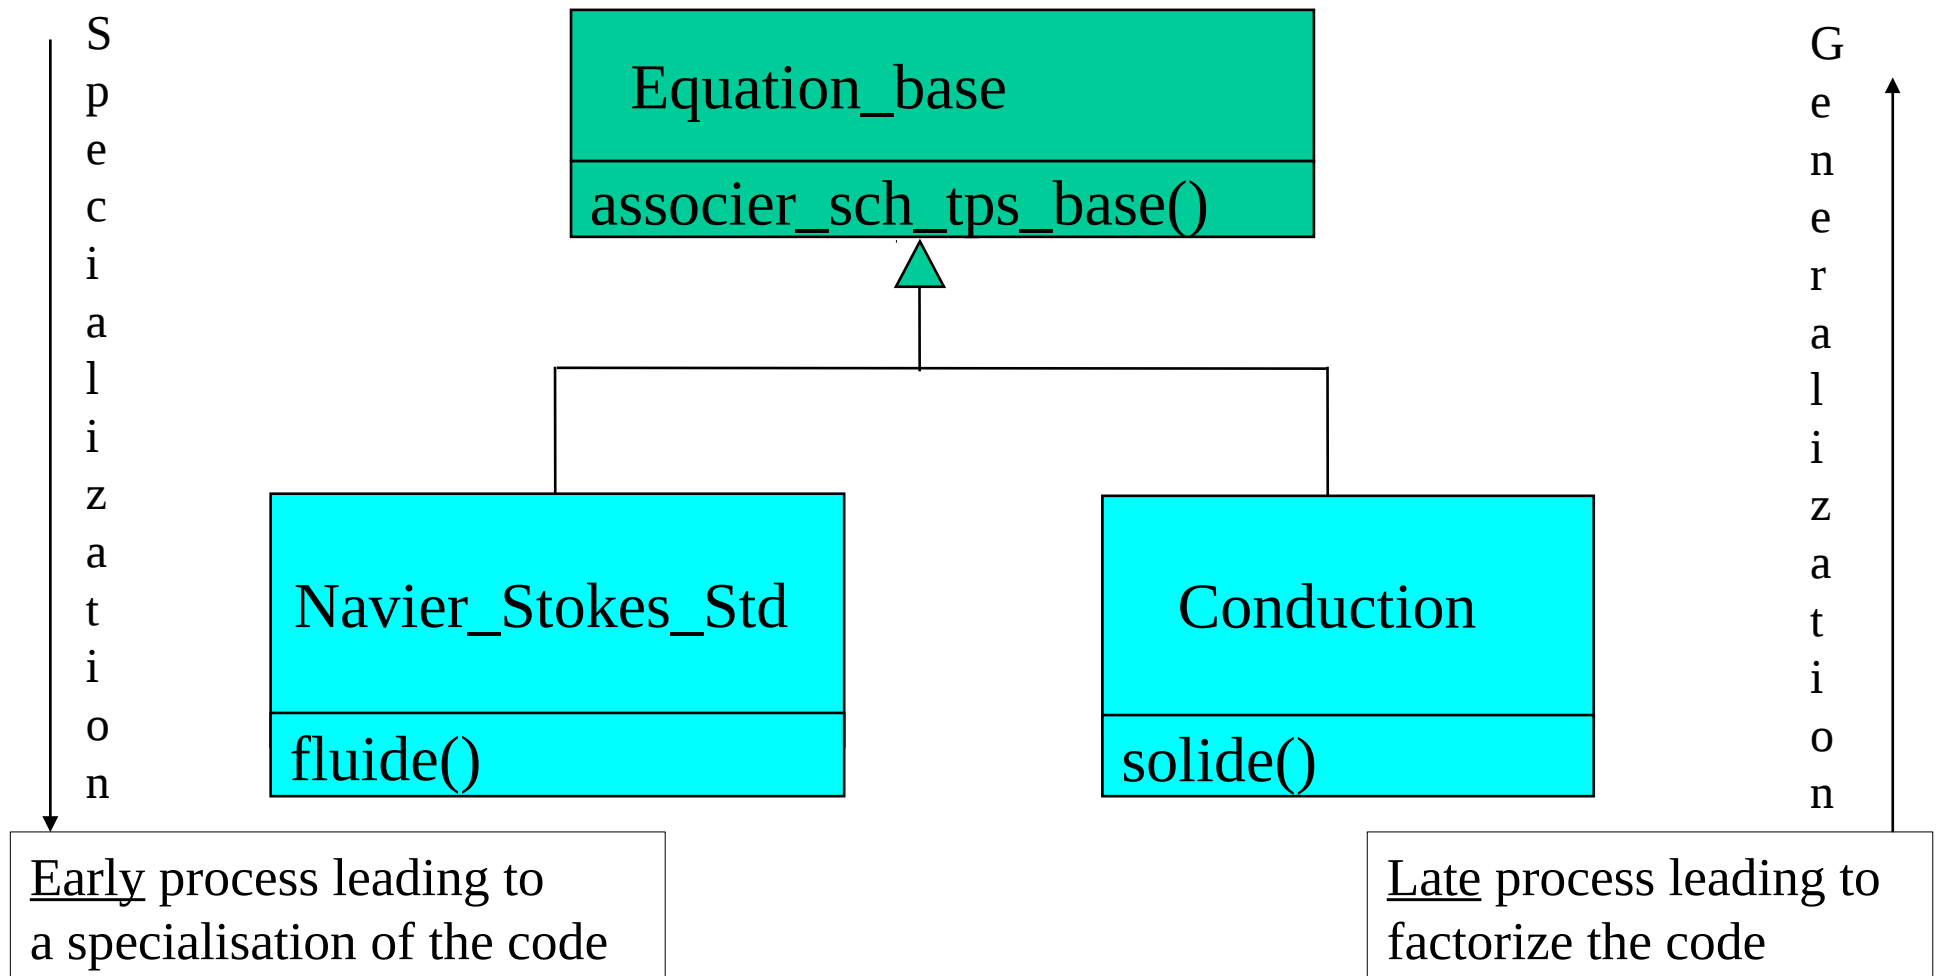 Specialization
Equation_base
associer_sch_tps_base()
Generalization
Navier_Stokes_Std
fluide()
Conduction
solide()
Early process leading to
a specialisation of the code
Late process leading to
factorize the code